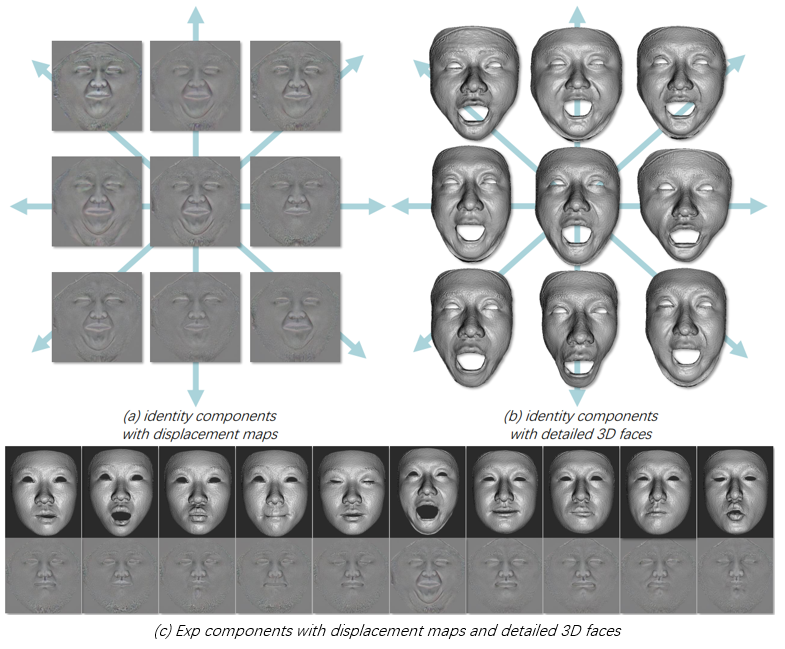 (a) identity components
with displacement maps
(b) identity components
with detailed 3D faces
(c) Exp components with displacement maps and detailed 3D faces